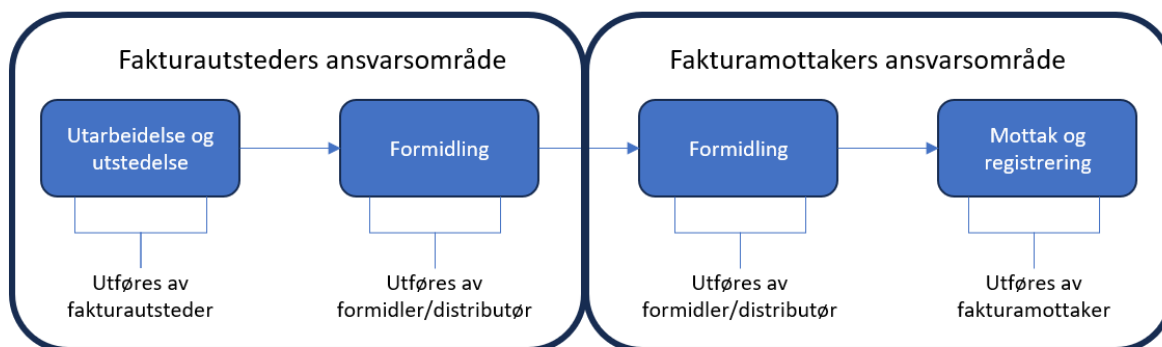 Fakturautsteders ansvarsområde
Fakturamottakers ansvarsområde
Utarbeidelse og
utstedelse
Formidling
Formidling
Mottak og
registrering
Utføres av
fakturautsteder
Utføres av
formidler/distributør
Utføres av
formidler/distributør
Utføres av
fakturamottaker